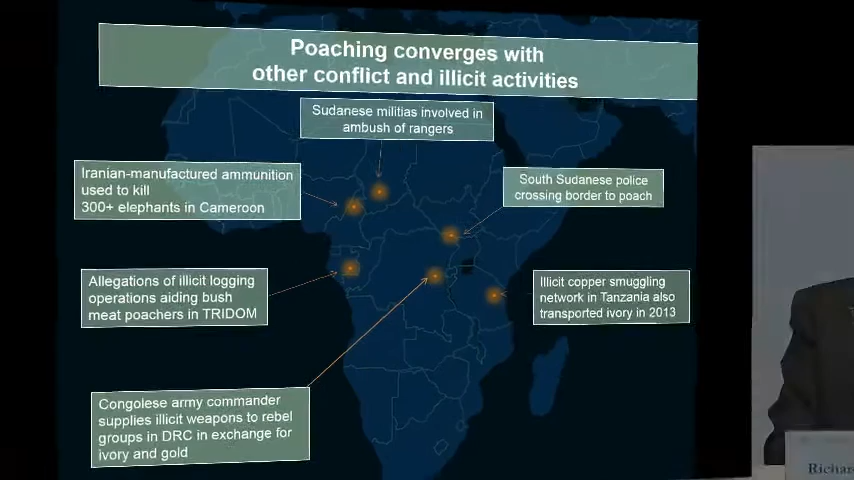 Poaching converges with
other conflict and illicit activities
Sudanese militias involved in
ambush of rangers
Iranian-manufactured ammunition
used to kill
300+ elephants in Cameroon
South Sudanese police
crossing border to poach
Allegations of illicit logging
operations aiding bush
meat poachers in TRIDOM
Illicit copper smuggling
network in Tanzania also
transported ivory in 2013
Congolese army commander
supplies illicit weapons to rebel
groups in DRC in exchange for
ivory and gold